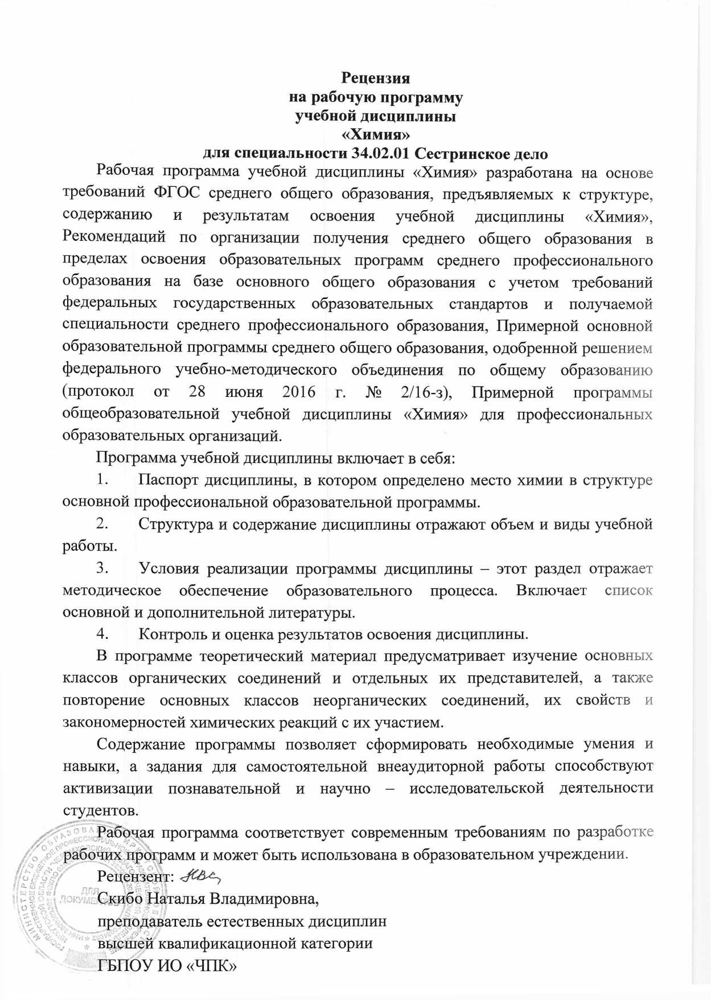 Рецензия
на рабочую программу
учебной дисциплины
«Химия»
для специальности 34.02.01 Сестринское дело
Рабочая программа учебной дисциплины «Химия» разработана на основе
требований ФГОС среднего общего образования, предъявляемых к структуре,
содержанию и результатам освоения учебной дисциплины «Химия»,
Рекомендаций по организации получения среднего общего образования в
пределах освоения образовательных программ среднего профессионального
образования на базе основного общего образования с учетом требований
федеральных государственных образовательных стандартов и получаемой
специальности среднего профессионального образования, Примерной основной
образовательной программы среднего общего образования, одобренной решением
федерального учебно-методического объединения по общему образованию
(протокол от 28 июня 2016 г. № 2/16-з), Примерной программы
общеобразовательной учебной дисциплины «Химия» для профессиональных
образовательных организаций.
Программа учебной дисциплины включает в себя:
1. Паспорт дисциплины, в котором определено место химии в структуре
основной профессиональной образовательной программы.
2. Структура и содержание дисциплины отражают объем и виды учебной
работы.
3. Условия реализации программы дисциплины – этот раздел отражает
методическое обеспечение образовательного процесса. Включает список
основной и дополнительной литературы.
4. Контроль и оценка результатов освоения дисциплины.
В программе теоретический материал предусматривает изучение основных
классов органических соединений и отдельных их представителей, а также
повторение основных классов неорганических соединений, их свойств и
закономерностей химических реакций с их участием.
Содержание программы позволяет сформировать необходимые умения и
навыки, а задания для самостоятельной внеаудиторной работы способствуют
активизации познавательной и научно – исследовательской деятельности
студентов.
Рабочая программа соответствует современным требованиям по разработке
рабочих программ и может быть использована в образовательном учреждении.
Рецензент:
Скибо Наталья Владимировна,
преподаватель естественных дисциплин
высшей квалификационной категории
ГБПОУ ИО «ЧПК»
ДЛЯ
ДОКУМЕНТОВ
МИНИСТЕРСТВО ОБРАЗОВАНИЯ ИРКУТСКОЙ ОБЛАСТИ